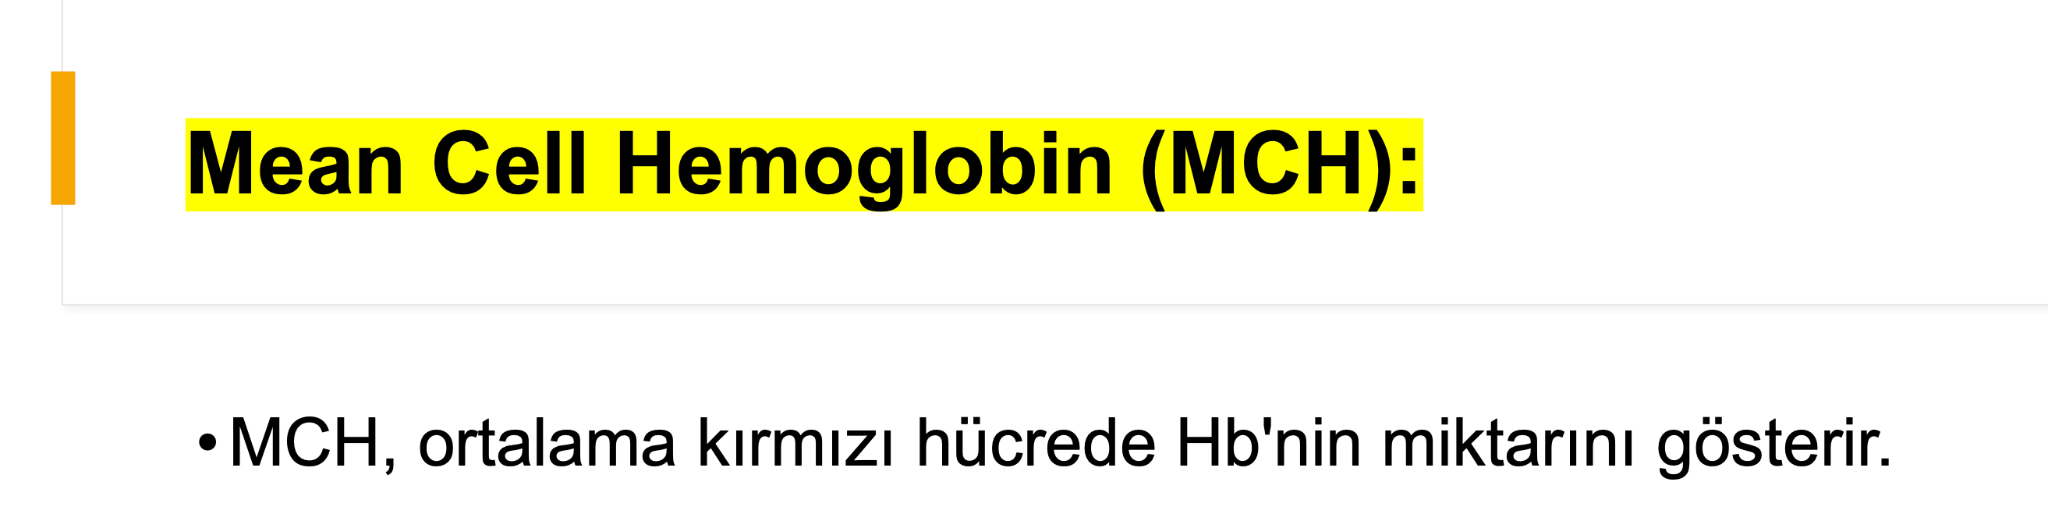 Mean Cell Hemoglobin (MCH):
• MCH, ortalama kırmızı hücrede Hb'nin miktarını gösterir.